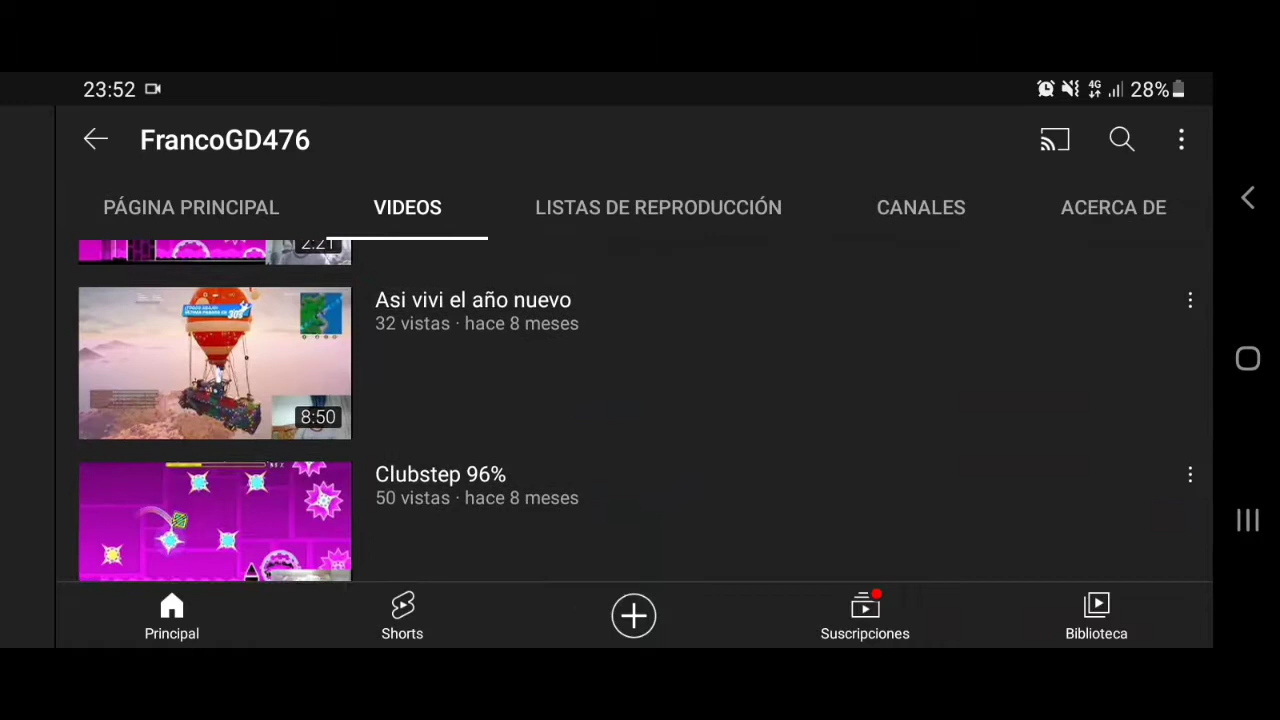 23:52
4G
28%
FrancoGD476
PÁGINA PRINCIPAL
VIDEOS
LISTAS DE REPRODUCCIÓN
CANALES
ACERCA DE
2:21
Asi vivi el año nuevo
32 vistas · hace 8 meses
8:50
Clubstep 96%
50 vistas · hace 8 meses
Principal
Shorts
Suscripciones
Biblioteca